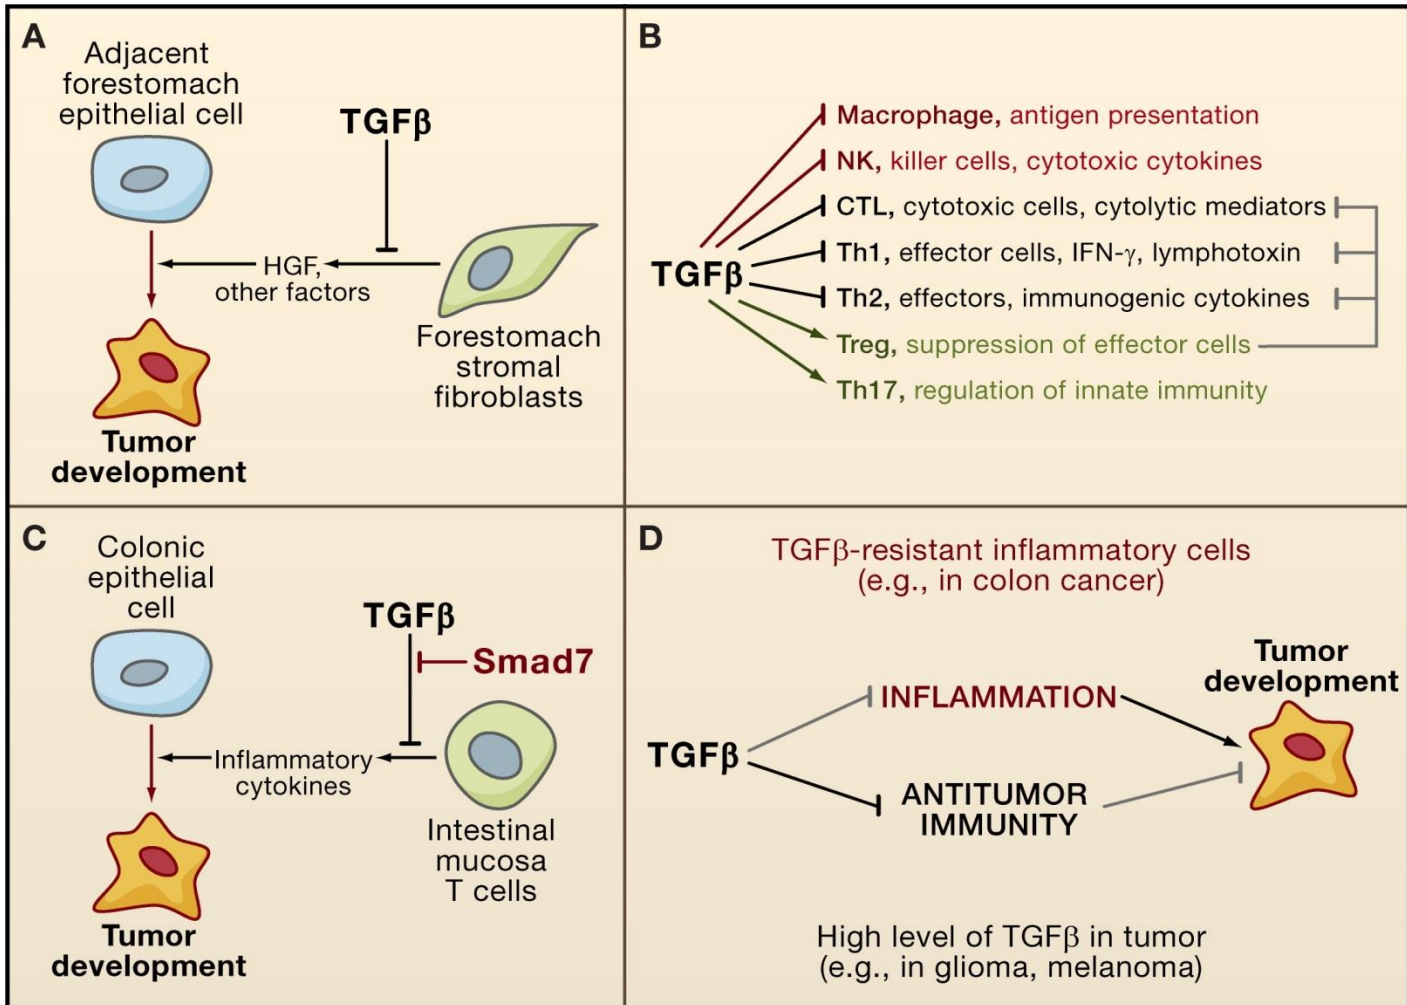 A
Adjacent
forestomach
epithelial cell
TGFβ
HGF,
other factors
Forestomach
stromal
fibroblasts
Tumor
development
B
TGFβ
Macrophage, antigen presentation
NK, killer cells, cytotoxic cytokines
CTL, cytotoxic cells, cytolytic mediators
Th1, effector cells, IFN-γ, lymphotoxin
Th2, effectors, immunogenic cytokines
Treg, suppression of effector cells
Th17, regulation of innate immunity
C
Colonic
epithelial
cell
TGFβ
Smad7
Inflammatory
cytokines
Intestinal
mucosa
T cells
Tumor
development
D
TGFβ-resistant inflammatory cells
(e.g., in colon cancer)
TGFβ
INFLAMMATION
ANTITUMOR
IMMUNITY
Tumor
development
High level of TGFβ in tumor
(e.g., in glioma, melanoma)